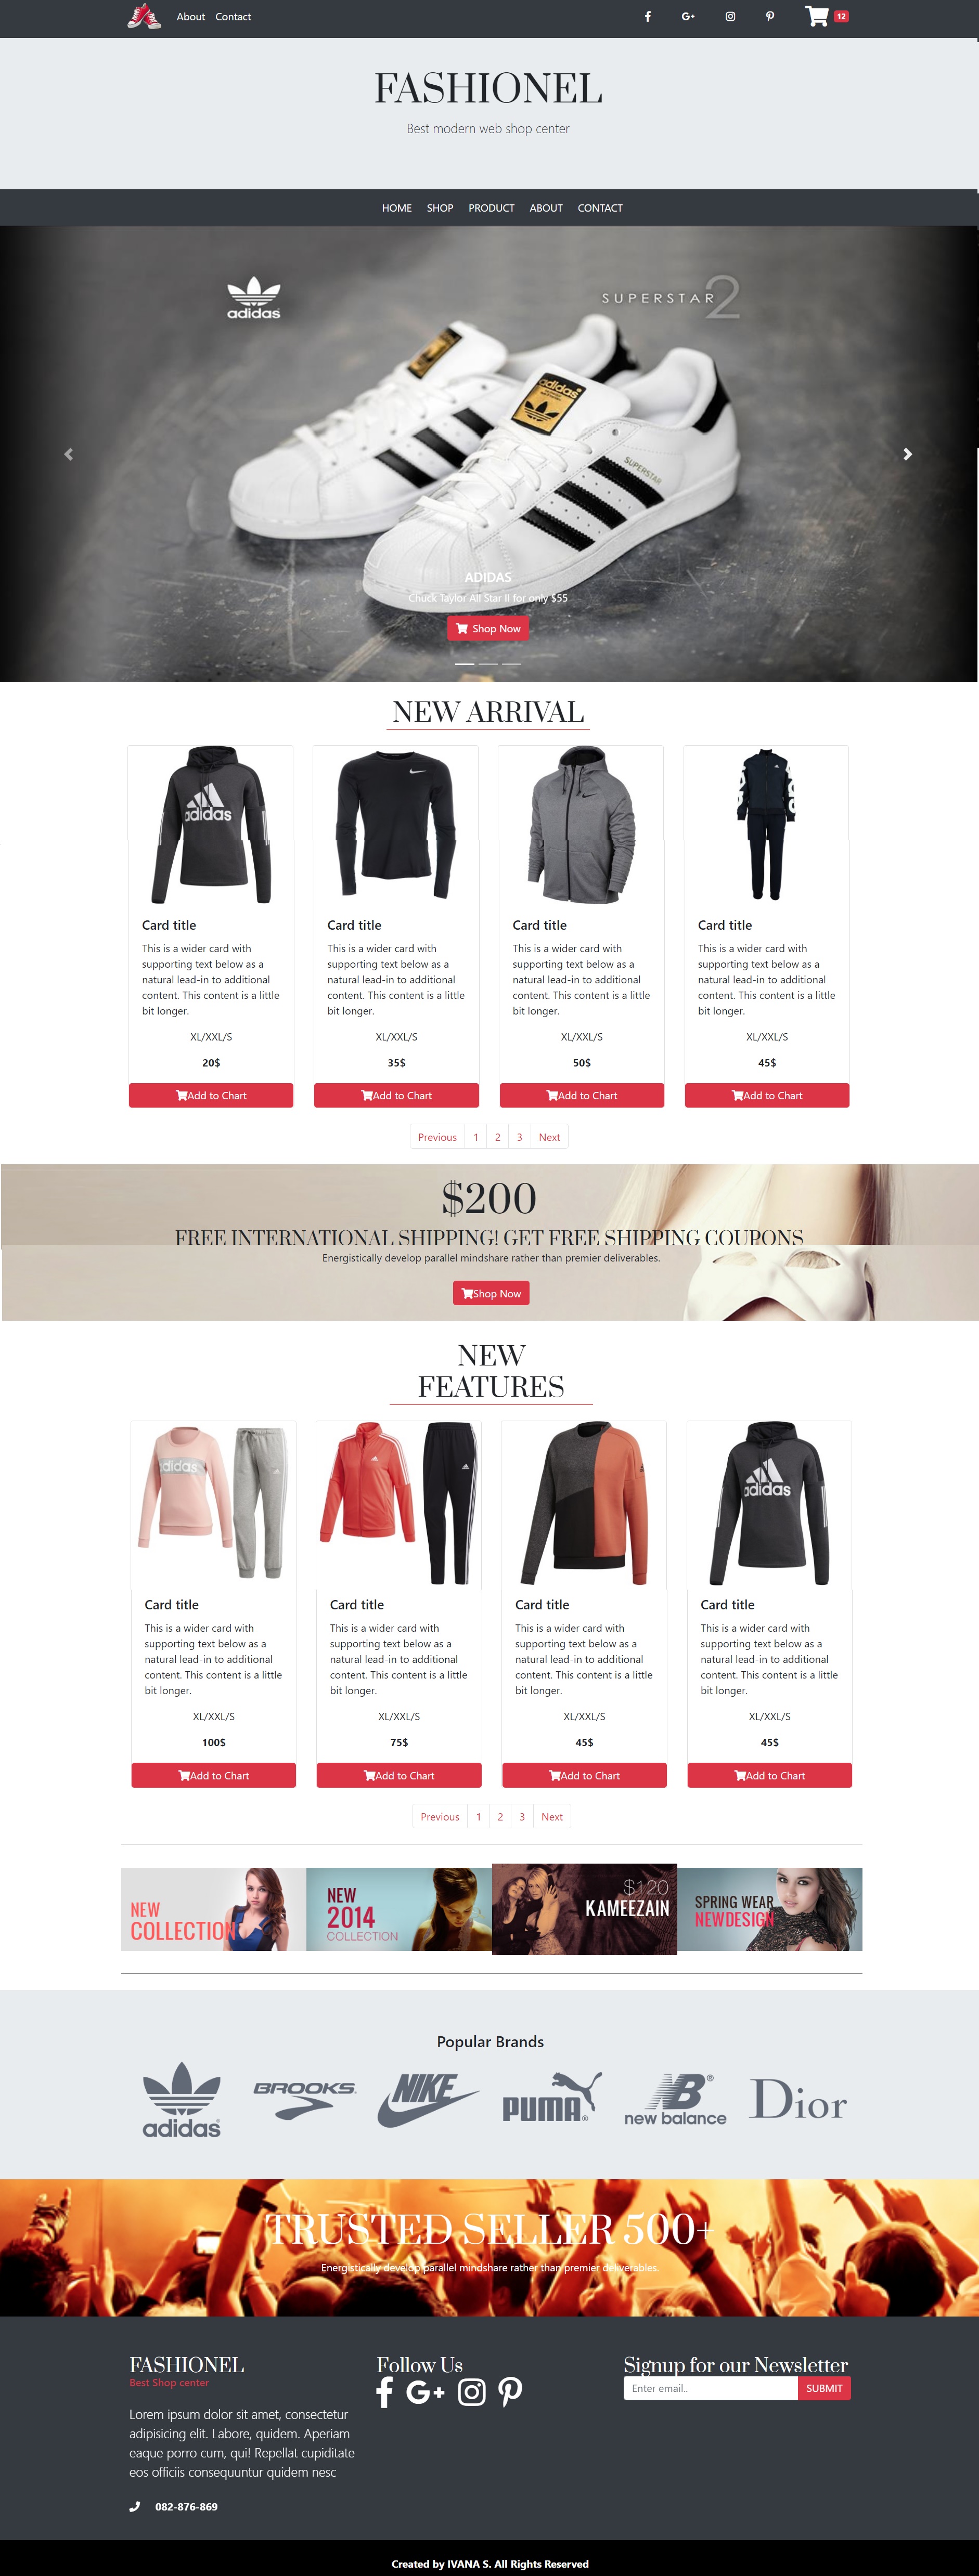 About Contact
12
FASHIONEL
Best modern web shop center
HOME SHOP PRODUCT ABOUT CONTACT
adidas
SUPERSTAR 2
adidas
SUPERSTAR
ADIDAS
Chuck Taylor All Star II for only $55
Shop Now
NEW ARRIVAL
adidas
Card title Card title Card title Card title
This is a wider card with This is a wider card with This is a wider card with This is a wider card with
supporting text below as a supporting text below as a supporting text below as a supporting text below as a
natural lead-in to additional natural lead-in to additional natural lead-in to additional natural lead-in to additional
content. This content is a little content. This content is a little content. This content is a little content. This content is a little
bit longer. bit longer. bit longer. bit longer.
XL/XXL/S XL/XXL/S XL/XXL/S XL/XXL/S
20$ 35$ 50$ 45$
Add to Chart Add to Chart Add to Chart Add to Chart
Previous 1 2 3 Next
$200
FREE INTERNATIONAL SHIPPING! GET FREE SHIPPING COUPONS
Energistically develop parallel mindshare rather than premier deliverables.
Shop Now
NEW
FEATURES
adidas adidas
Card title Card title Card title Card title
This is a wider card with This is a wider card with This is a wider card with This is a wider card with
supporting text below as a supporting text below as a supporting text below as a supporting text below as a
natural lead-in to additional natural lead-in to additional natural lead-in to additional natural lead-in to additional
content. This content is a little content. This content is a little content. This content is a little content. This content is a little
bit longer. bit longer. bit longer. bit longer.
XL/XXL/S XL/XXL/S XL/XXL/S XL/XXL/S
100$ 75$ 45$ 45$
Add to Chart Add to Chart Add to Chart Add to Chart
Previous 1 2 3 Next
NEW
COLLECTION
NEW
2014
COLLECTION
$120
KAMEEZAIN
SPRING WEAR
NEWDESIGN
Popular Brands
adidas BROOKS NIKE PUMA NB new balance Dior
TRUSTED SELLER 500+
Energistically develop parallel mindshare rather than premier deliverables.
FASHIONEL
Best Shop center
Lorem ipsum dolor sit amet, consectetur
adipisicing elit. Labore, quidem. Aperiam
eaque porro cum, qui! Repellat cupiditate
eos officiis consequuntur quidem nesc
082-876-869
Follow Us
Signup for our Newsletter
Enter email.. SUBMIT
Created by IVANA S. All Rights Reserved